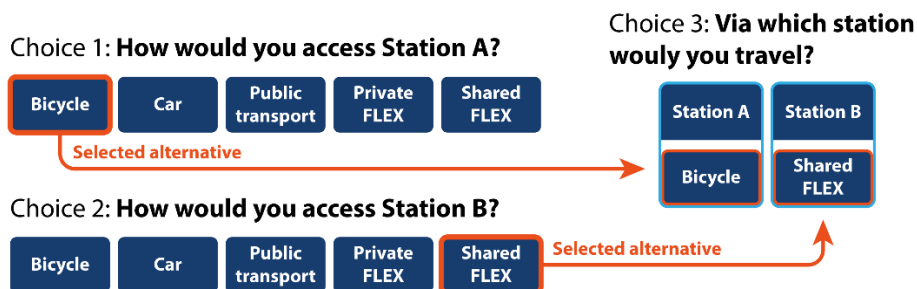 Choice 1: How would you access Station A?
Bicycle
Car
Public
transport
Private
FLEX
Shared
FLEX
Selected alternative
Choice 2: How would you access Station B?
Bicycle
Car
Public
transport
Private
FLEX
Shared
FLEX
Selected alternative
Choice 3: Via which station
wouly you travel?
Station A
Station B
Bicycle
Shared
FLEX